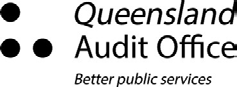 Queensland
Audit Office
Better public services